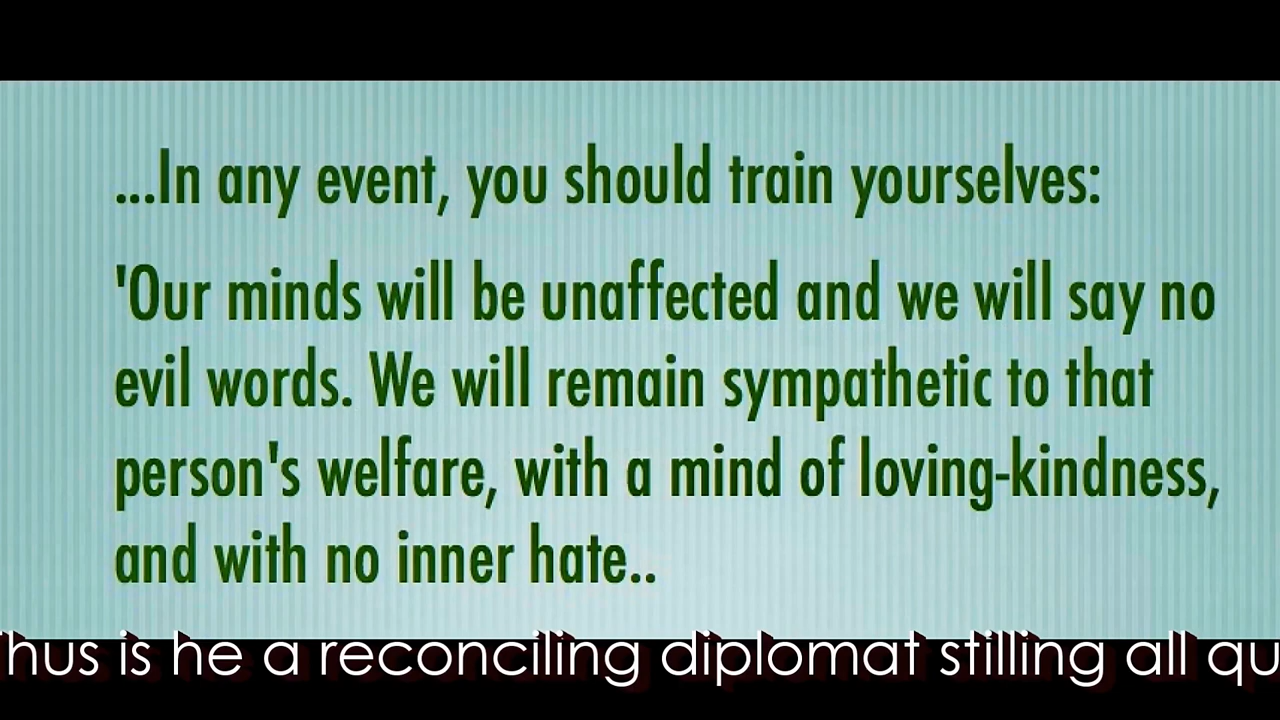 ...In any event, you should train yourselves:
'Our minds will be unaffected and we will say no
evil words. We will remain sympathetic to that
person's welfare, with a mind of loving-kindness,
and with no inner hate..
hus is he a reconciling diplomat stilling all qu